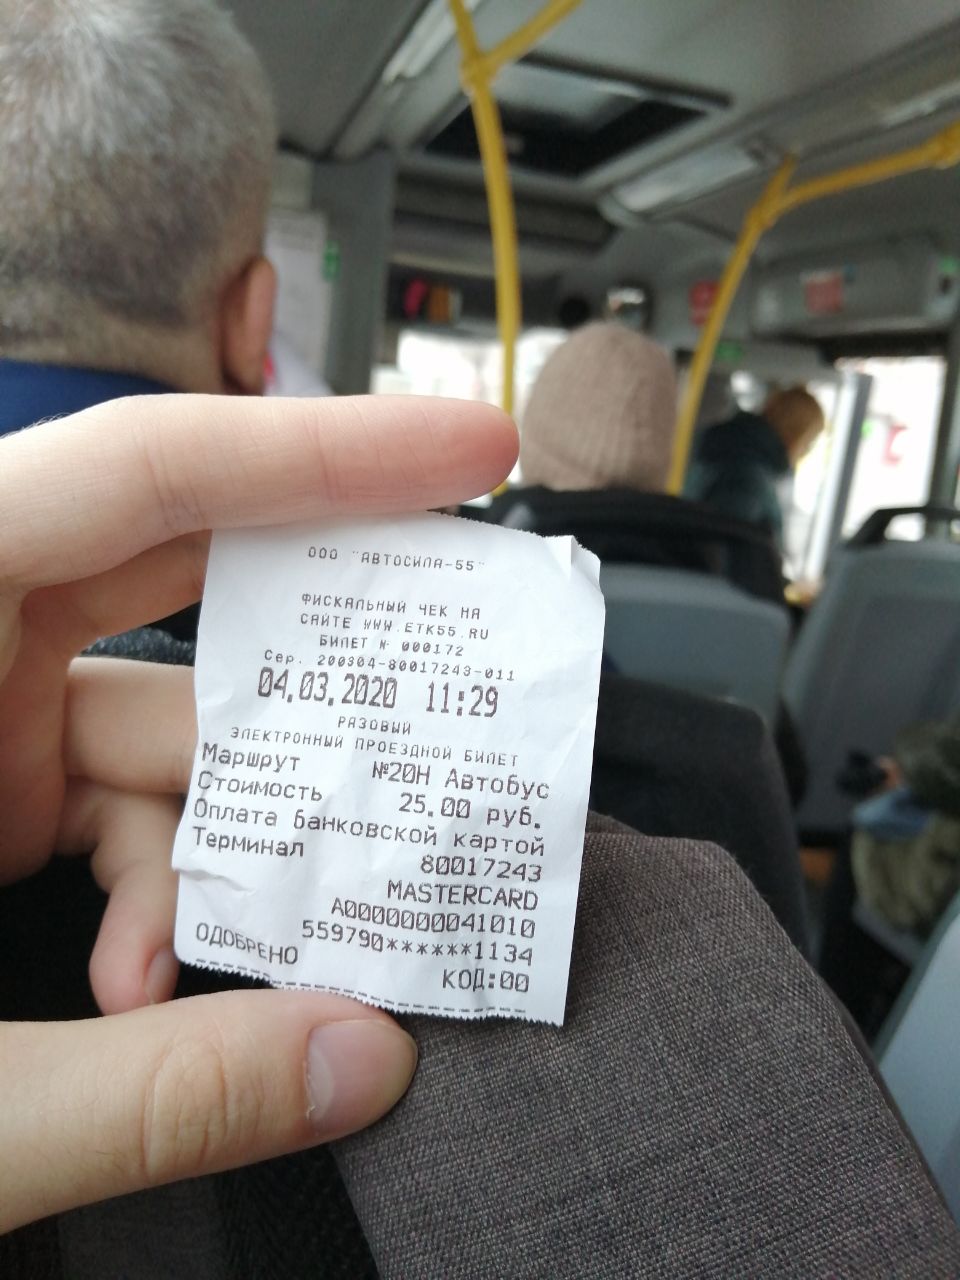 ООО "АВТОСИЛА-55"
ФИСКАЛЬНЫЙ ЧЕК НА
САЙТЕ WWW.ETK55.RU
БИЛЕТ № 000172
Сер. 200304-80017243-011
04.03.2020 11:29
РАЗОВЫЙ
ЭЛЕКТРОННЫЙ ПРОЕЗДНОЙ БИЛЕТ
Маршрут №20Н Автобус
Стоимость 25.00 руб.
Оплата банковской картой
Терминал 80017243
MASTERCARD
A0000000041010
559790******1134
ОДОБРЕНО КОД:00